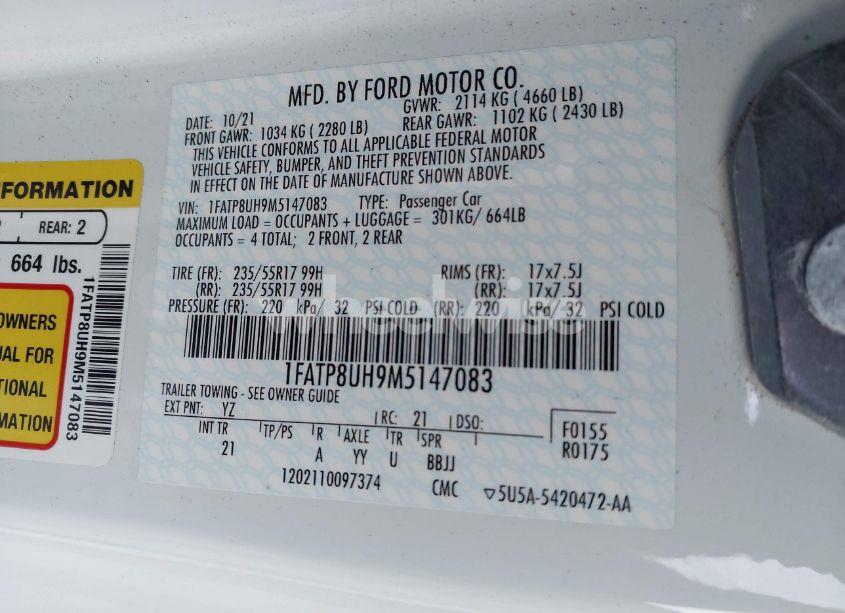 MFD. BY FORD MOTOR CO.
DATE: 10/21 GVWR: 2114 KG ( 4660 LB)
FRONT GAWR: 1034 KG ( 2280 LB) REAR GAWR: 1102 KG ( 2430 LB)
THIS VEHICLE CONFORMS TO ALL APPLICABLE FEDERAL MOTOR
VEHICLE SAFETY, BUMPER, AND THEFT PREVENTION STANDARDS
IN EFFECT ON THE DATE OF MANUFACTURE SHOWN ABOVE.
VIN: 1FATP8UH9M5147083 TYPE: Passenger Car
MAXIMUM LOAD = OCCUPANTS + LUGGAGE = 301KG/ 664LB
OCCUPANTS = 4 TOTAL; 2 FRONT, 2 REAR
TIRE (FR): 235/55R17 99H RIMS (FR): 17x7.5J
(RR): 235/55R17 99H (RR): 17x7.5J
PRESSURE (FR): 220 kPa/ 32 PSI COLD (RR): 220 kPa/ 32 PSI COLD
1FATP8UH9M5147083
TRAILER TOWING - SEE OWNER GUIDE
EXT PNT: YZ RC: 21 DSO:
INT TR TP/PS R AXLE TR SPR
21 A YY U BBJJ
F0155
R0175
1202110097374 CMC ▽5U5A-5420472-AA
FORMATION
REAR: 2
664 lbs.
OWNERS
UAL FOR
TIONAL
MATION
1FATP8UH9M5147083
wheelwise